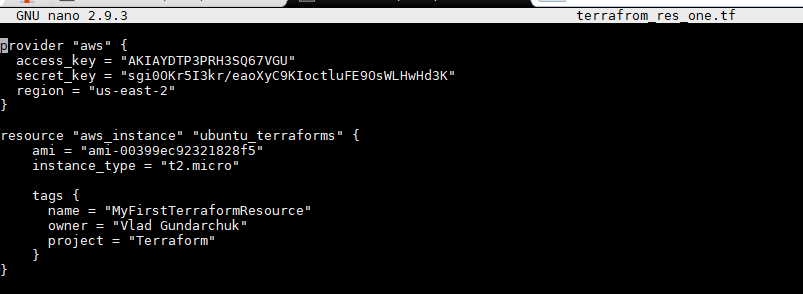 GNU nano 2.9.3 terrafrom_res_one.tf
provider "aws" {
access_key = "AKIAYDTP3PRH3SQ67VGU"
secret_key = "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"
region = "us-east-2"
}
resource "aws_instance" "ubuntu_terraforms" {
ami = "ami-00399ec92321828f5"
instance_type = "t2.micro"
tags {
name = "MyFirstTerraformResource"
owner = "Vlad Gundarchuk"
project = "Terraform"
}
}